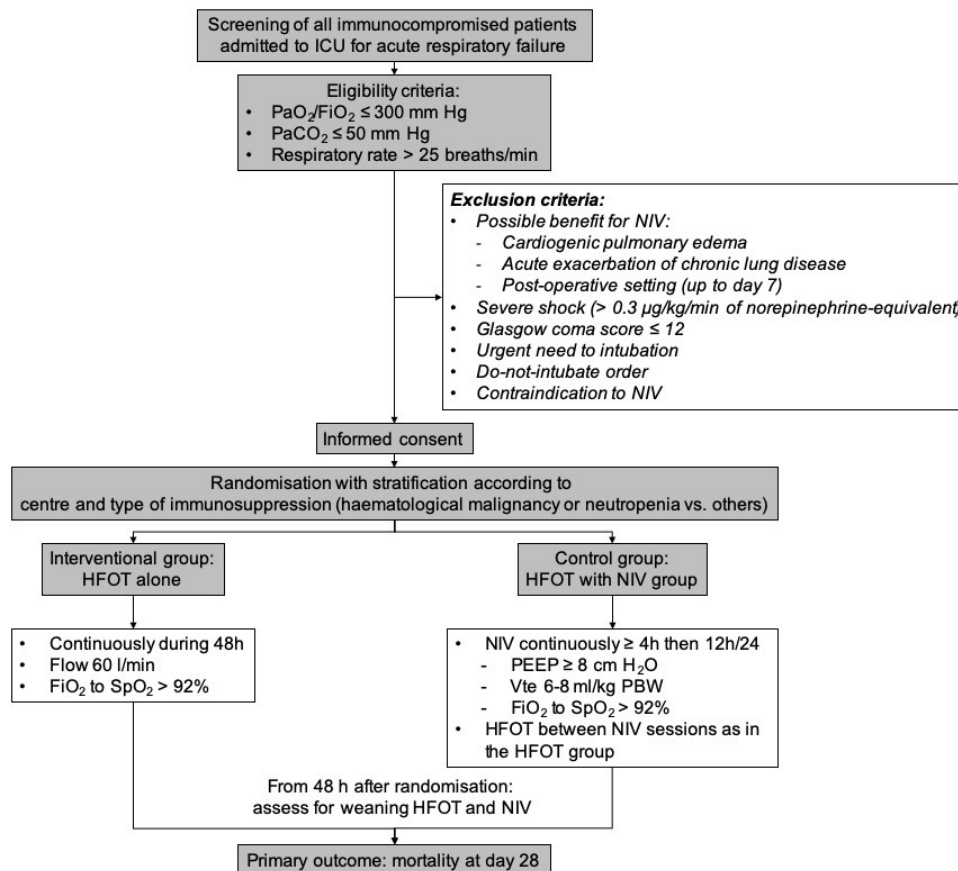 Screening of all immunocompromised patients
admitted to ICU for acute respiratory failure
Eligibility criteria:
• PaO₂/FiO₂ ≤ 300 mm Hg
• PaCO₂ ≤ 50 mm Hg
• Respiratory rate > 25 breaths/min
Exclusion criteria:
• Possible benefit for NIV:
- Cardiogenic pulmonary edema
- Acute exacerbation of chronic lung disease
- Post-operative setting (up to day 7)
• Severe shock (> 0.3 µg/kg/min of norepinephrine-equivalent)
• Glasgow coma score ≤ 12
• Urgent need to intubation
• Do-not-intubate order
• Contraindication to NIV
Informed consent
Randomisation with stratification according to
centre and type of immunosuppression (haematological malignancy or neutropenia vs. others)
Interventional group:
HFOT alone
• Continuously during 48h
• Flow 60 l/min
• FiO₂ to SpO₂ > 92%
Control group:
HFOT with NIV group
• NIV continuously ≥ 4h then 12h/24
- PEEP ≥ 8 cm H₂O
- Vte 6-8 ml/kg PBW
- FiO₂ to SpO₂ > 92%
• HFOT between NIV sessions as in
the HFOT group
From 48 h after randomisation:
assess for weaning HFOT and NIV
Primary outcome: mortality at day 28